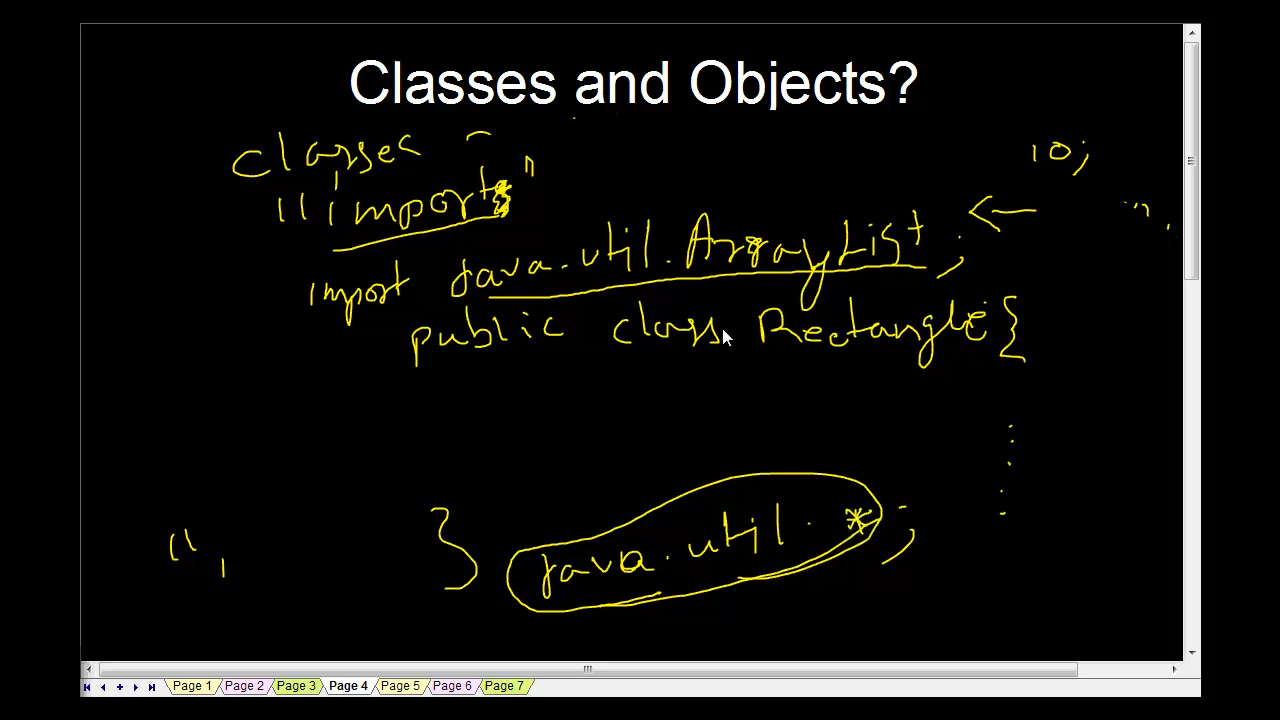 Classes and Objects?
Classes
10;
"imports"
import java.util.ArrayList;
public class Rectangle{
}
java.util.*;
Page 1 Page 2 Page 3 Page 4 Page 5 Page 6 Page 7